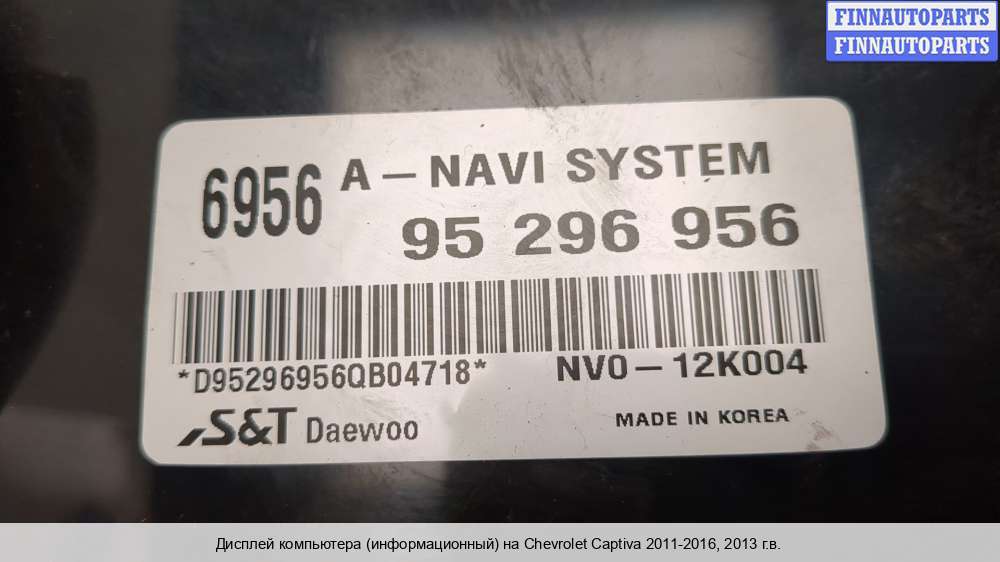 FINNAUTOPARTS
FINNAUTOPARTS
6956 A – NAVI SYSTEM
95 296 956
*D95296956QB04718* NV0 – 12K004
S&T Daewoo MADE IN KOREA
Дисплей компьютера (информационный) на Chevrolet Captiva 2011-2016, 2013 г.в.